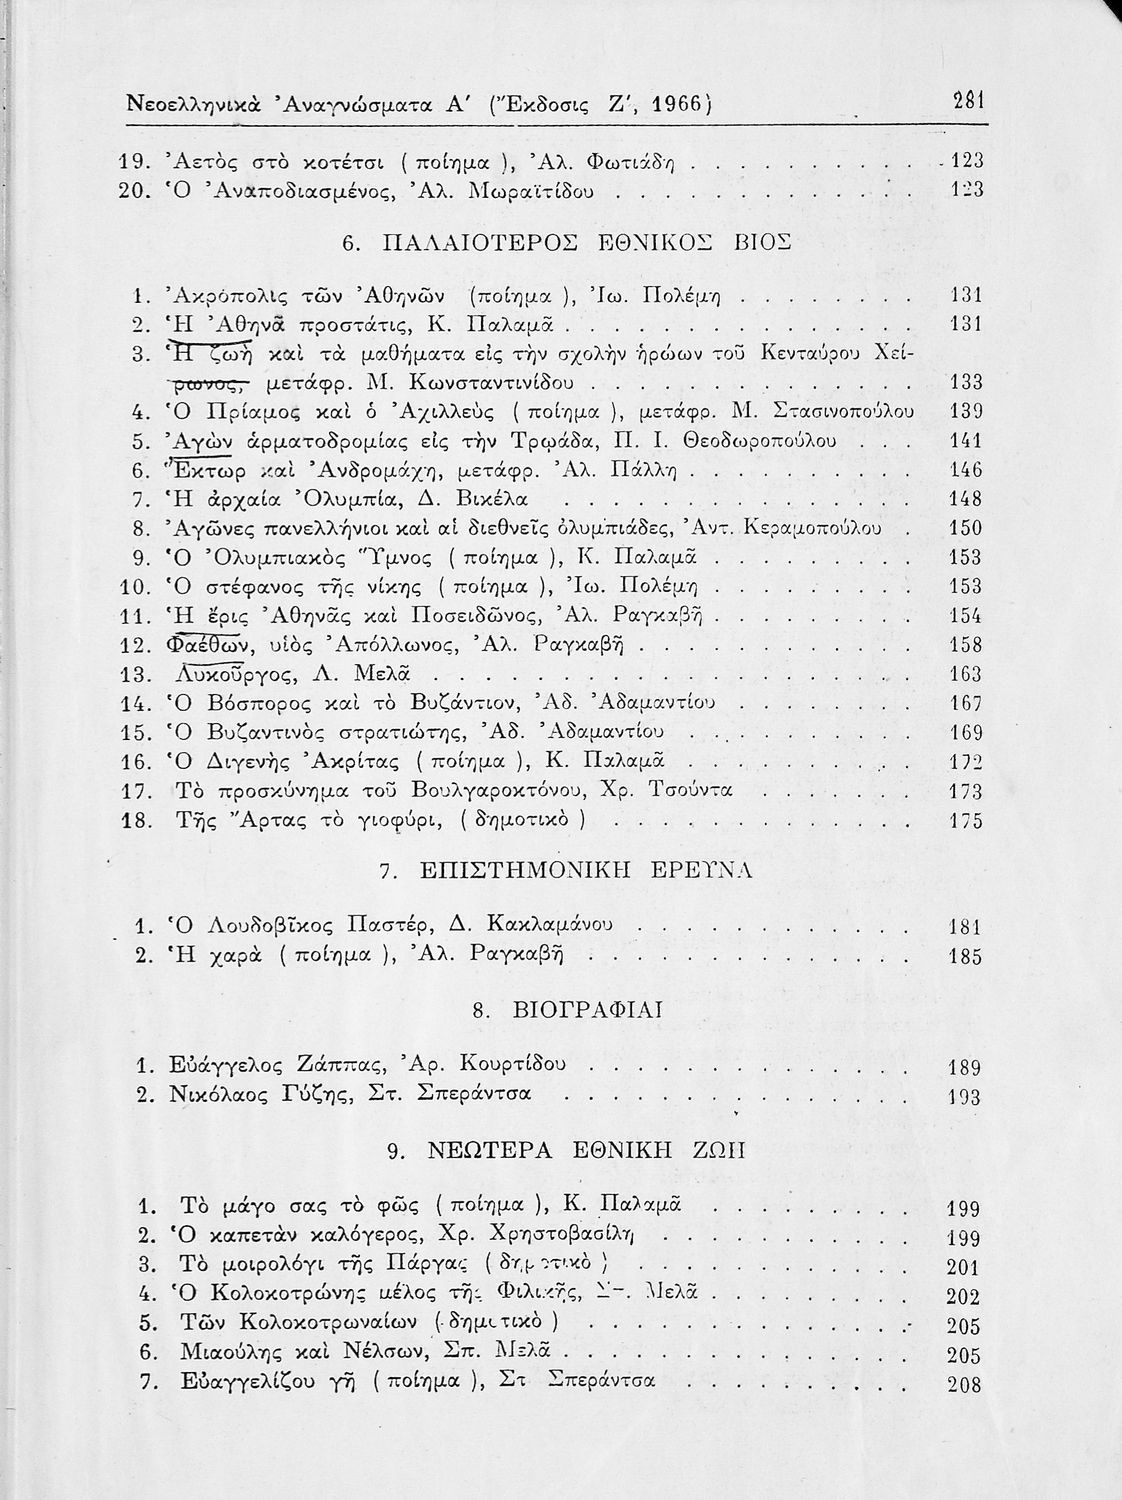 Νεοελληνικὰ Ἀναγνώσματα Α' (Ἔκδοσις Ζ', 1966) 281
19. Ἀετὸς στὸ κοτέτσι ( ποίημα ), Ἀλ. Φωτιάδη . . . . . . . . . . 123
20. Ὁ Ἀναποδιασμένος, Ἀλ. Μωραϊτίδου . . . . . . . . . . . . 123
6. ΠΑΛΑΙΟΤΕΡΟΣ ΕΘΝΙΚΟΣ ΒΙΟΣ
1. Ἀκρόπολις τῶν Ἀθηνῶν (ποίημα ), Ἰω. Πολέμη . . . . . . . . 131
2. Ἡ Ἀθηνᾶ προστάτις, Κ. Παλαμᾶ . . . . . . . . . . . . . . 131
3. Ἡ ζωὴ καὶ τὰ μαθήματα εἰς τὴν σχολὴν ἡρώων τοῦ Κενταύρου Χεί-
ρωνος, μετάφρ. Μ. Κωνσταντινίδου . . . . . . . . . . . . . 133
4. Ὁ Πρίαμος καὶ ὁ Ἀχιλλεὺς ( ποίημα ), μετάφρ. Μ. Στασινοπούλου 139
5. Ἀγὼν ἁρματοδρομίας εἰς τὴν Τρῳάδα, Π. Ι. Θεοδωροπούλου . . . 141
6. Ἕκτωρ καὶ Ἀνδρομάχη, μετάφρ. Ἀλ. Πάλλη . . . . . . . . . 146
7. Ἡ ἀρχαία Ὀλυμπία, Δ. Βικέλα . . . . . . . . . . . . . . 148
8. Ἀγῶνες πανελλήνιοι καὶ αἱ διεθνεῖς ὀλυμπιάδες, Ἀντ. Κεραμοπούλου . 150
9. Ὁ Ὀλυμπιακὸς Ὕμνος ( ποίημα ), Κ. Παλαμᾶ . . . . . . . . 153
10. Ὁ στέφανος τῆς νίκης ( ποίημα ), Ἰω. Πολέμη . . . . . . . . 153
11. Ἡ ἔρις Ἀθηνᾶς καὶ Ποσειδῶνος, Ἀλ. Ραγκαβῆ . . . . . . . . 154
12. Φαέθων, υἱὸς Ἀπόλλωνος, Ἀλ. Ραγκαβῆ . . . . . . . . . . . 158
13. Λυκοῦργος, Λ. Μελᾶ . . . . . . . . . . . . . . . . . . . 163
14. Ὁ Βόσπορος καὶ τὸ Βυζάντιον, Ἀδ. Ἀδαμαντίου . . . . . . . . 167
15. Ὁ Βυζαντινὸς στρατιώτης, Ἀδ. Ἀδαμαντίου . . . . . . . . . . 169
16. Ὁ Διγενὴς Ἀκρίτας ( ποίημα ), Κ. Παλαμᾶ . . . . . . . . . 172
17. Τὸ προσκύνημα τοῦ Βουλγαροκτόνου, Χρ. Τσούντα . . . . . . . 173
18. Τῆς Ἄρτας τὸ γιοφύρι, ( δημοτικὸ ) . . . . . . . . . . . . 175
7. ΕΠΙΣΤΗΜΟΝΙΚΗ ΕΡΕΥΝΑ
1. Ὁ Λουδοβῖκος Παστέρ, Δ. Κακλαμάνου . . . . . . . . . . . . 181
2. Ἡ χαρὰ ( ποίημα ), Ἀλ. Ραγκαβῆ . . . . . . . . . . . . . 185
8. ΒΙΟΓΡΑΦΙΑΙ
1. Εὐάγγελος Ζάππας, Ἀρ. Κουρτίδου . . . . . . . . . . . . . 189
2. Νικόλαος Γύζης, Στ. Σπεράντσα . . . . . . . . . . . . . . 193
9. ΝΕΩΤΕΡΑ ΕΘΝΙΚΗ ΖΩΗ
1. Τὸ μάγο σας τὸ φῶς ( ποίημα ), Κ. Παλαμᾶ . . . . . . . . . 199
2. Ὁ καπετὰν καλόγερος, Χρ. Χρηστοβασίλη . . . . . . . . . . 199
3. Τὸ μοιρολόγι τῆς Πάργας ( δημοτικὸ ) . . . . . . . . . . . 201
4. Ὁ Κολοκοτρώνης μέλος τῆς Φιλικῆς, Σπ. Μελᾶ . . . . . . . . 202
5. Τῶν Κολοκοτρωναίων ( δημοτικὸ ) . . . . . . . . . . . . . 205
6. Μιαούλης καὶ Νέλσων, Σπ. Μελᾶ . . . . . . . . . . . . . . 205
7. Εὐαγγελίζου γῆ ( ποίημα ), Στ Σπεράντσα . . . . . . . . . 208